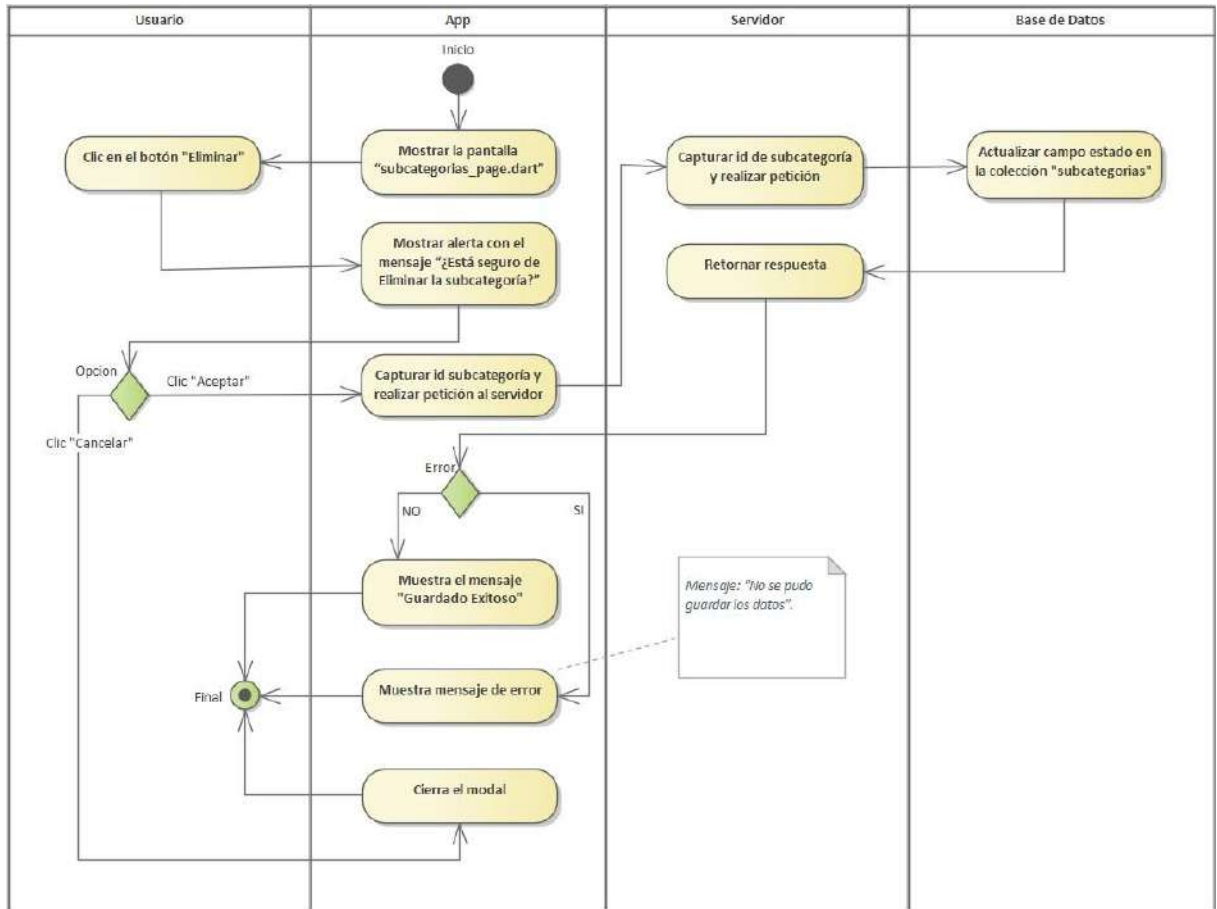 Usuario
App
Servidor
Base de Datos
Inicio
Clic en el botón "Eliminar"
Mostrar la pantalla
"subcategorias_page.dart"
Capturar id de subcategoría
y realizar petición
Actualizar campo estado en
la colección "subcategorias"
Mostrar alerta con el
mensaje "¿Está seguro de
Eliminar la subcategoría?"
Retornar respuesta
Opcion
Clic "Aceptar"
Capturar id subcategoría y
realizar petición al servidor
Clic "Cancelar"
Error
NO
SI
Muestra el mensaje
"Guardado Exitoso"
Mensaje: "No se pudo
guardar los datos".
Final
Muestra mensaje de error
Cierra el modal